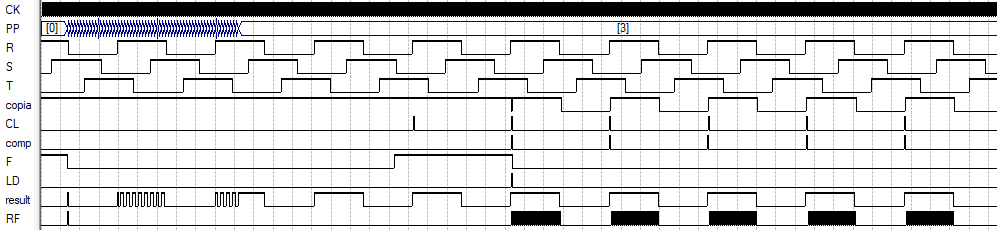 CK
PP [0] [3]
R
S
T
copia
CL
comp
F
LD
result
RF